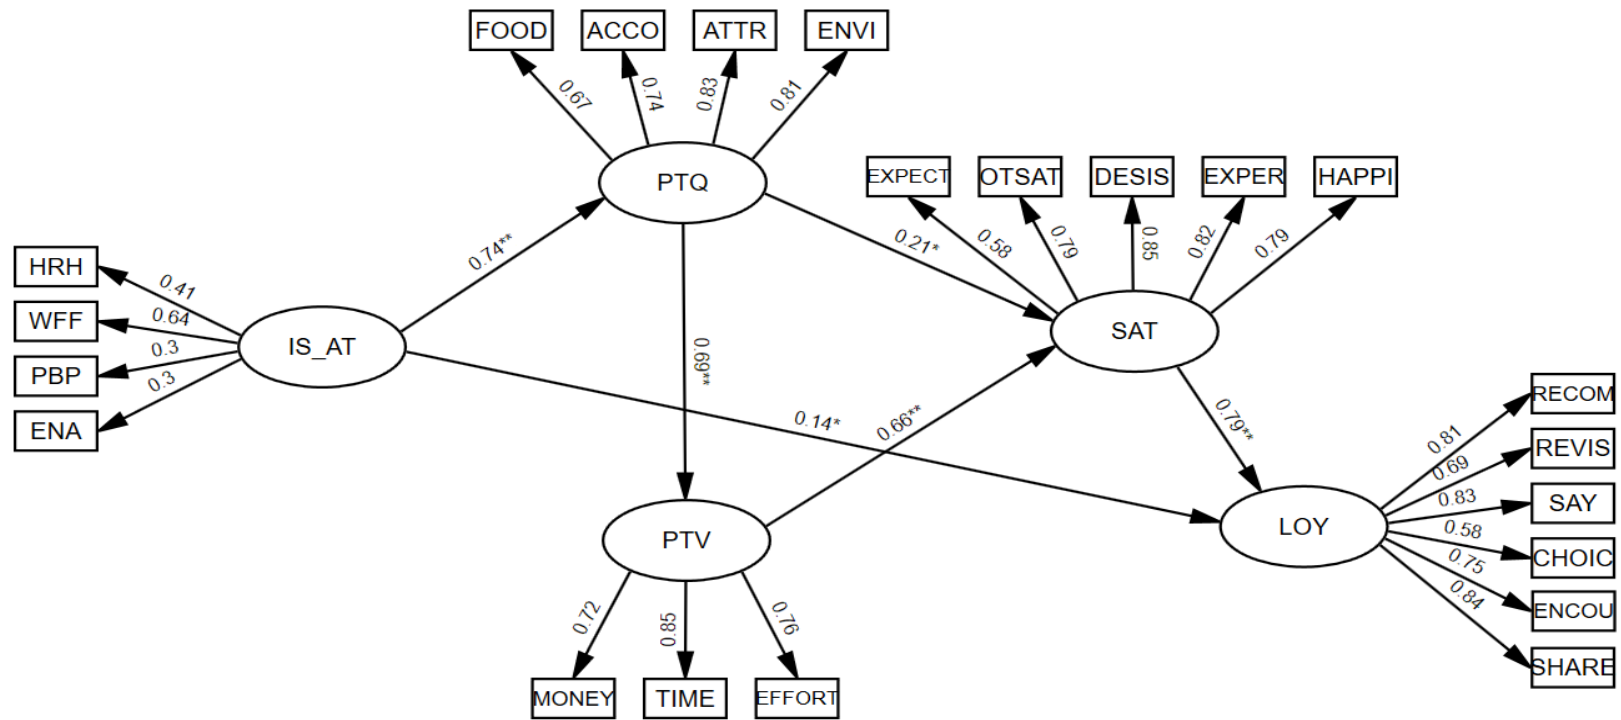 FOOD ACCO ATTR ENVI
0.67 0.74 0.83 0.81
PTQ
EXPECT OTSAT DESIS EXPER HAPPI
0.58 0.79 0.85 0.82 0.79
0.21*
0.74**
HRH
WFF
PBP
ENA
0.41
0.64
0.3
0.3
IS_AT
SAT
0.69**
0.14*
0.66**
0.79**
RECOM
REVIS
SAY
CHOIC
ENCOU
SHARE
0.81
0.69
0.83
0.58
0.75
0.84
LOY
PTV
0.72 0.85 0.76
MONEY TIME EFFORT